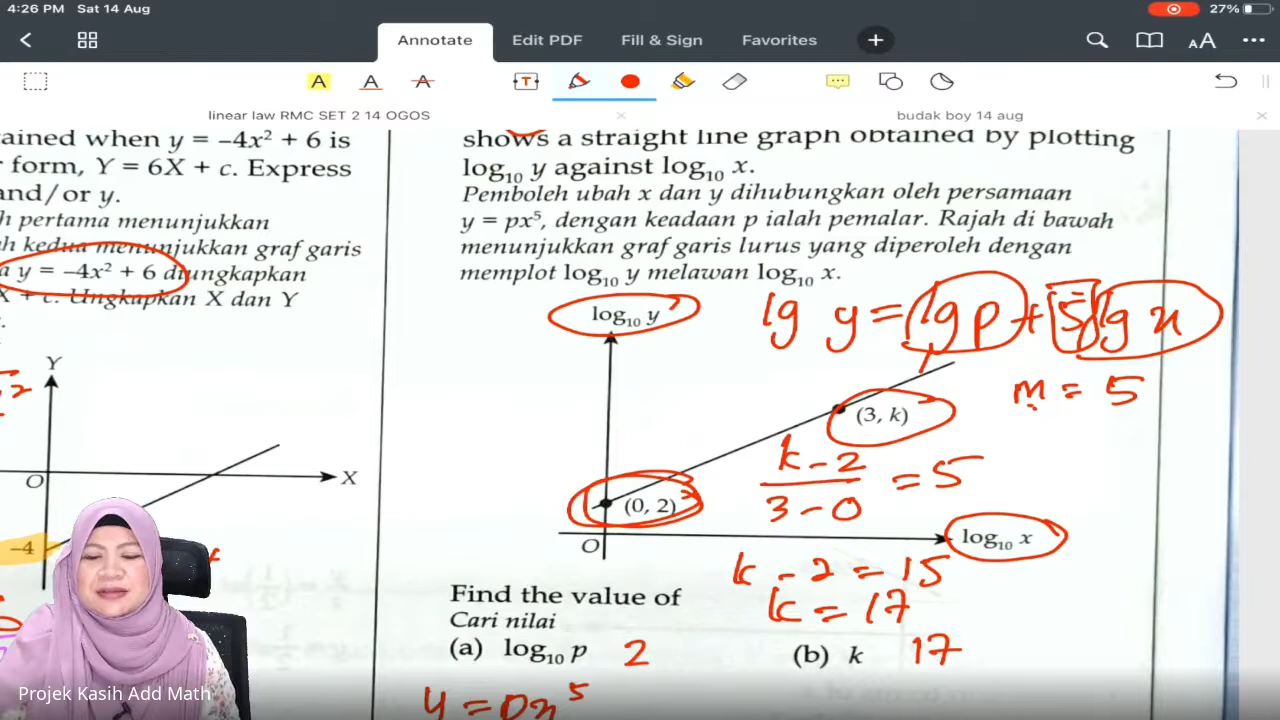 4:26 PM Sat 14 Aug
27%
Annotate
Edit PDF
Fill & Sign
Favorites
linear law RMC SET 2 14 OGOS
budak boy 14 aug
ained when y = –4x² + 6 is
form, Y = 6X + c. Express
and/or y.
h pertama menunjukkan
h kedua menunjukkan graf garis
a y = –4x² + 6 diungkapkan
X + c. Ungkapkan X dan Y
Y
O
X
–4
shows a straight line graph obtained by plotting
log₁₀ y against log₁₀ x.
Pemboleh ubah x dan y dihubungkan oleh persamaan
y = px⁵, dengan keadaan p ialah pemalar. Rajah di bawah
menunjukkan graf garis lurus yang diperoleh dengan
memplot log₁₀ y melawan log₁₀ x.
log₁₀ y
lg y = lg p + 5 lg x
m = 5
(3, k)
k - 2
3 - 0
= 5
(0, 2)
O
log₁₀ x
k - 2 = 15
k = 17
Find the value of
Cari nilai
(a) log₁₀ p 2
(b) k 17
y = px⁵
Projek Kasih Add Math